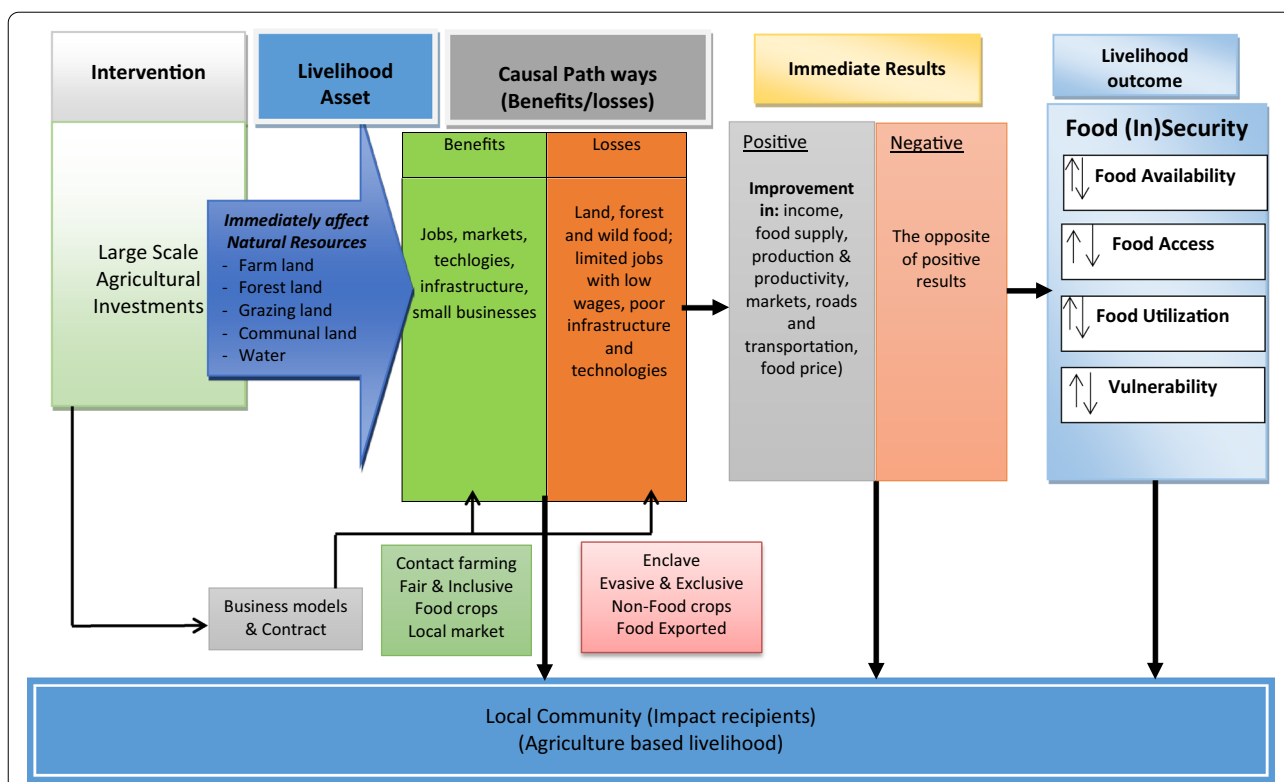 Intervention
Large Scale
Agricultural
Investments
Livelihood
Asset
Immediately affect
Natural Resources
- Farm land
- Forest land
- Grazing land
- Communal land
- Water
Causal Path ways
(Benefits/losses)
Benefits
Jobs, markets,
techlogies,
infrastructure,
small businesses
Losses
Land, forest
and wild food;
limited jobs
with low
wages, poor
infrastructure
and
technologies
Immediate Results
Positive
Improvement
in: income,
food supply,
production &
productivity,
markets, roads
and
transportation,
food price)
Negative
The opposite
of positive
results
Livelihood
outcome
Food (In)Security
Food Availability
Food Access
Food Utilization
Vulnerability
Business models
& Contract
Contact farming
Fair & Inclusive
Food crops
Local market
Enclave
Evasive & Exclusive
Non-Food crops
Food Exported
Local Community (Impact recipients)
(Agriculture based livelihood)